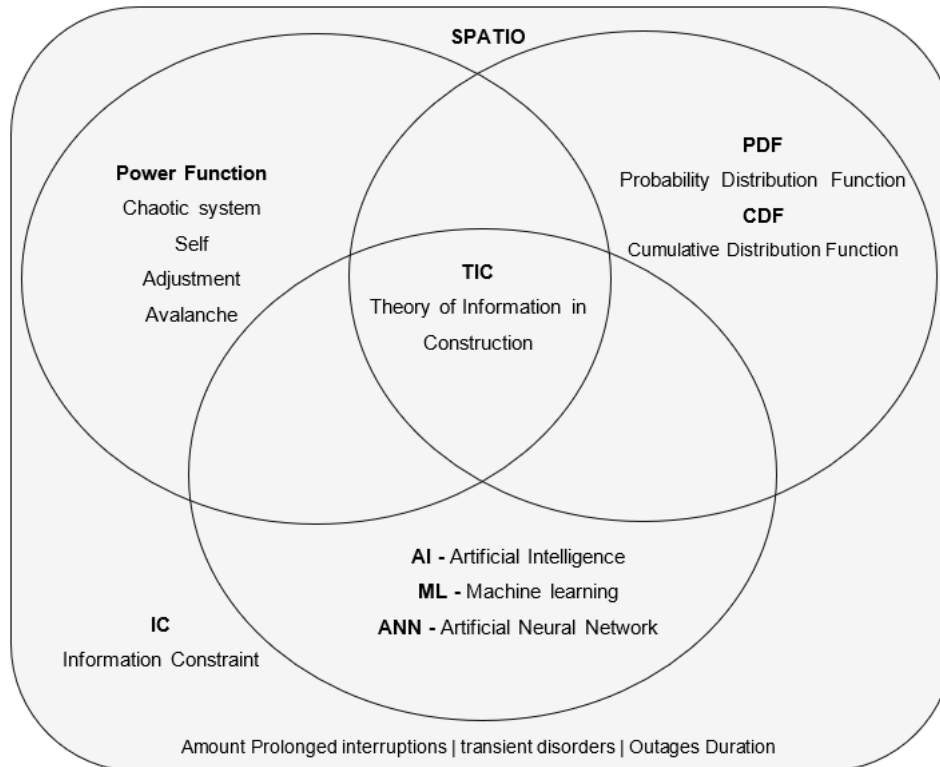 SPATIO
Power Function
Chaotic system
Self
Adjustment
Avalanche
PDF
Probability Distribution Function
CDF
Cumulative Distribution Function
TIC
Theory of Information in
Construction
AI - Artificial Intelligence
ML - Machine learning
ANN - Artificial Neural Network
IC
Information Constraint
Amount Prolonged interruptions | transient disorders | Outages Duration